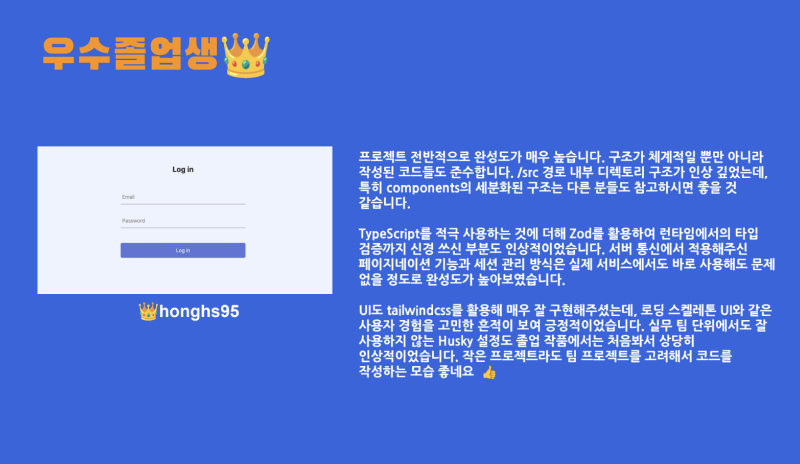 우수졸업생👑
Log in
Email
Password
Log in
👑honghs95
프로젝트 전반적으로 완성도가 매우 높습니다. 구조가 체계적일 뿐만 아니라
작성된 코드들도 준수합니다. /src 경로 내부 디렉토리 구조가 인상 깊었는데,
특히 components의 세분화된 구조는 다른 분들도 참고하시면 좋을 것
같습니다.
TypeScript를 적극 사용하는 것에 더해 Zod를 활용하여 런타임에서의 타입
검증까지 신경 쓰신 부분도 인상적이었습니다. 서버 통신에서 적용해주신
페이지네이션 기능과 세션 관리 방식은 실제 서비스에서도 바로 사용해도 문제
없을 정도로 완성도가 높아보였습니다.
UI도 tailwindcss를 활용해 매우 잘 구현해주셨는데, 로딩 스켈레톤 UI와 같은
사용자 경험을 고민한 흔적이 보여 긍정적이었습니다. 실무 팀 단위에서도 잘
사용하지 않는 Husky 설정도 졸업 작품에서는 처음봐서 상당히
인상적이었습니다. 작은 프로젝트라도 팀 프로젝트를 고려해서 코드를
작성하는 모습 좋네요 👍